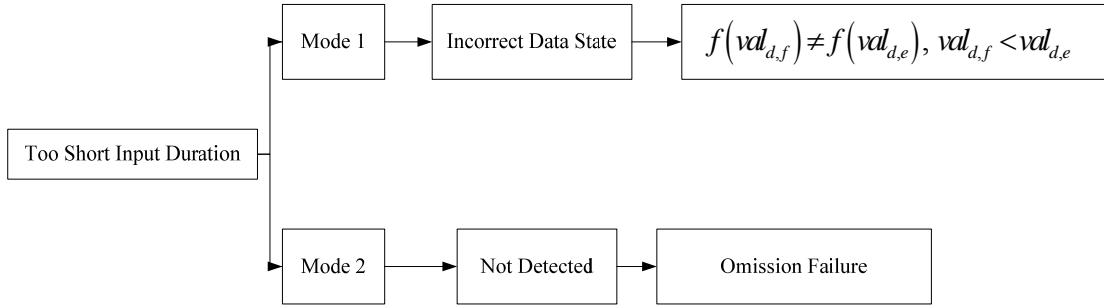 Mode 1
Incorrect Data State
f(val_{d,f}) ≠ f(val_{d,e}), val_{d,f} < val_{d,e}
Too Short Input Duration
Mode 2
Not Detected
Omission Failure